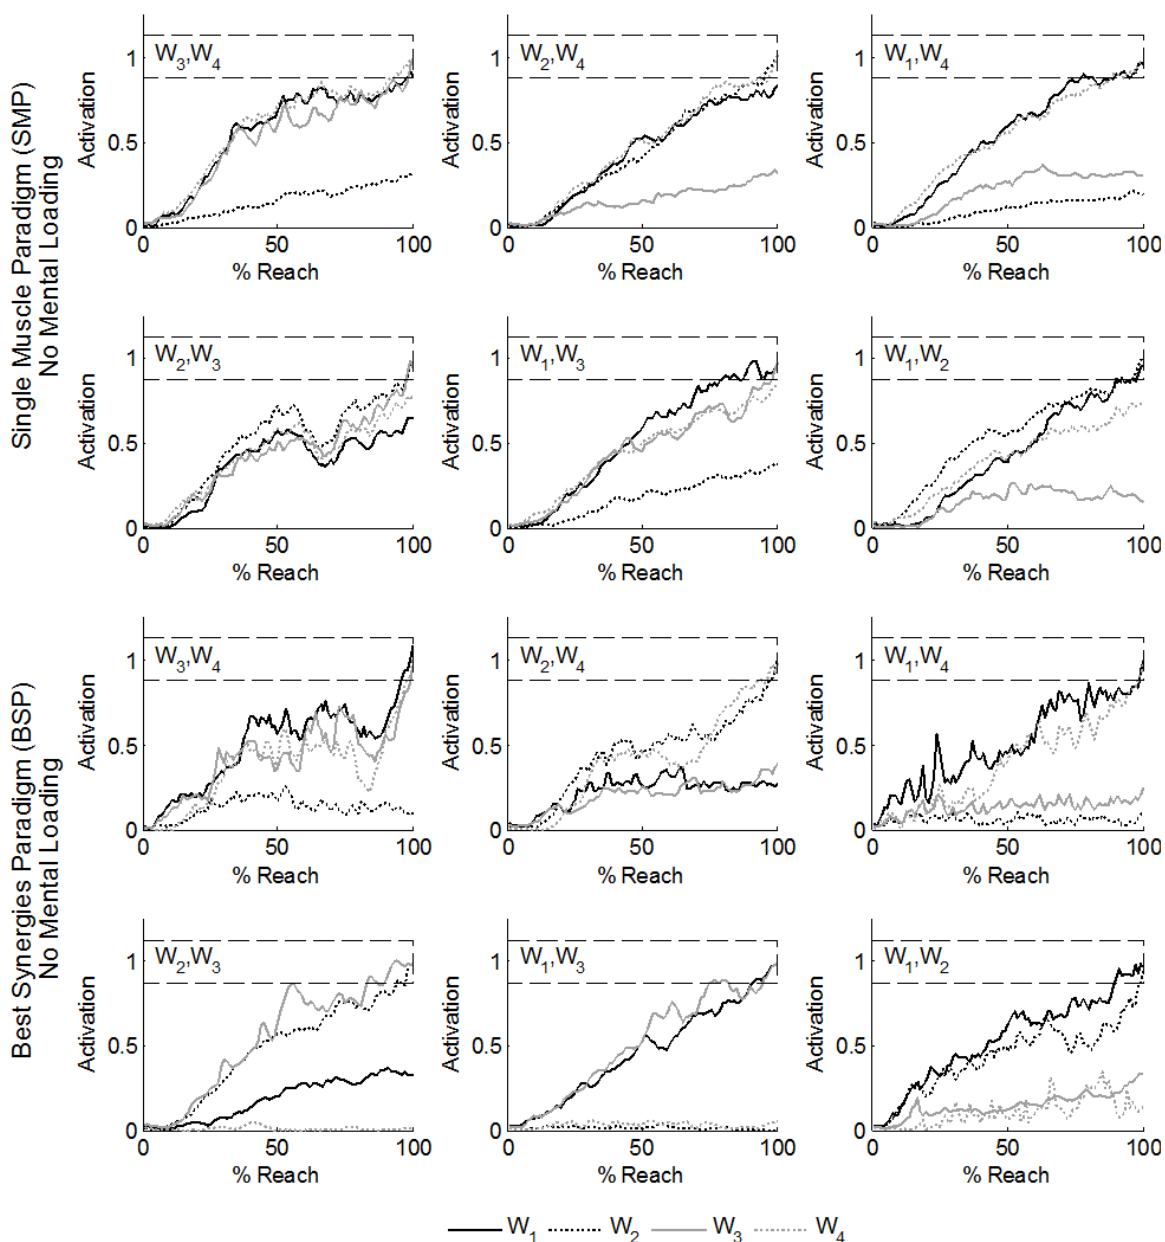 Single Muscle Paradigm (SMP)
No Mental Loading
Activation
1
0.5
0
W3,W4
0 50 100
% Reach
Activation
1
0.5
0
W2,W4
0 50 100
% Reach
Activation
1
0.5
0
W1,W4
0 50 100
% Reach
Activation
1
0.5
0
W2,W3
0 50 100
% Reach
Activation
1
0.5
0
W1,W3
0 50 100
% Reach
Activation
1
0.5
0
W1,W2
0 50 100
% Reach
Best Synergies Paradigm (BSP)
No Mental Loading
Activation
1
0.5
0
W3,W4
0 50 100
% Reach
Activation
1
0.5
0
W2,W4
0 50 100
% Reach
Activation
1
0.5
0
W1,W4
0 50 100
% Reach
Activation
1
0.5
0
W2,W3
0 50 100
% Reach
Activation
1
0.5
0
W1,W3
0 50 100
% Reach
Activation
1
0.5
0
W1,W2
0 50 100
% Reach
W1 W2 W3 W4